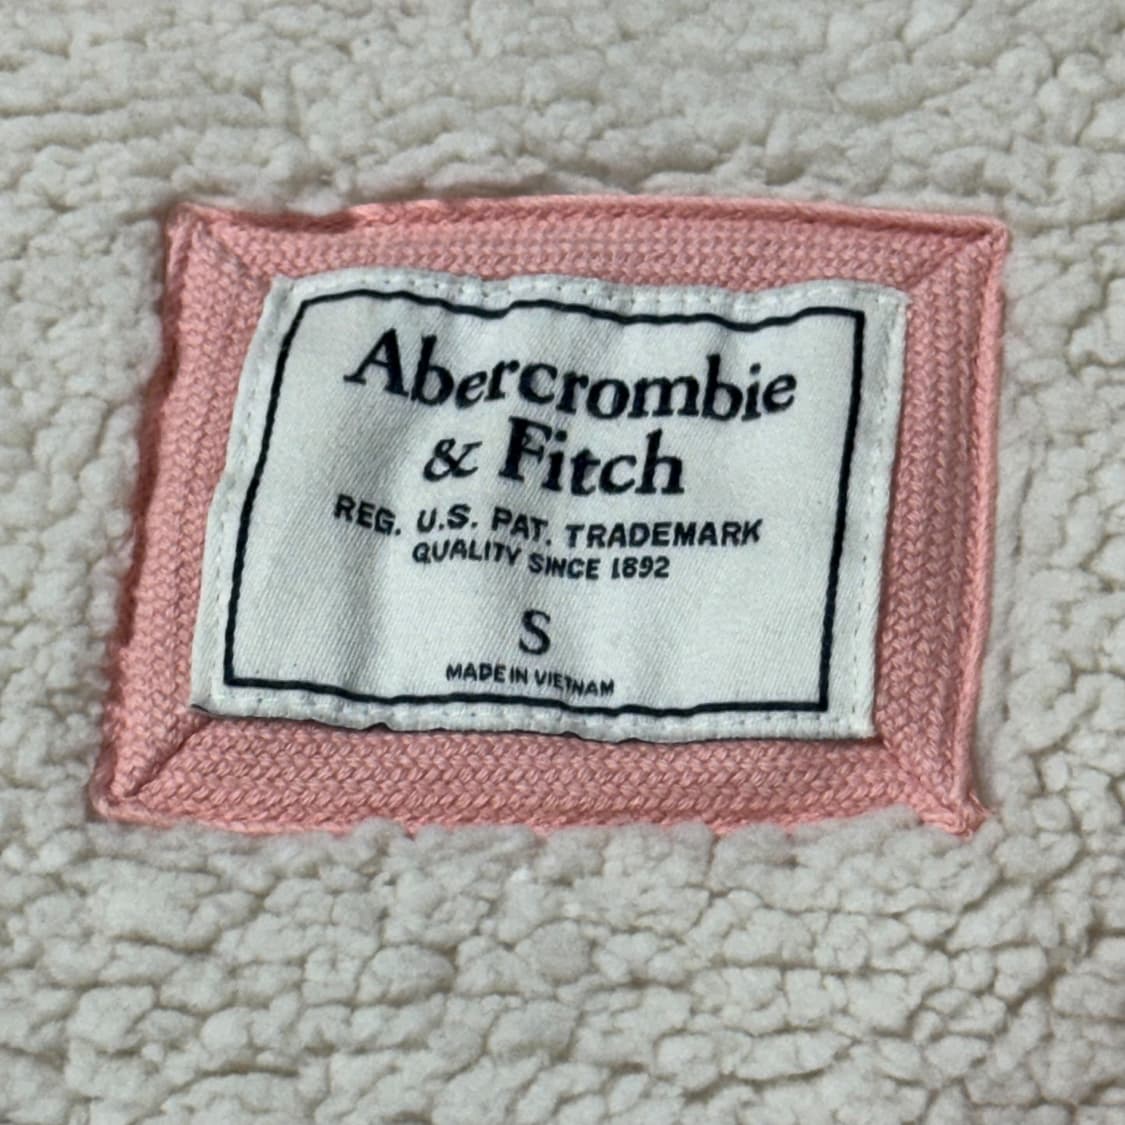 Abercrombie
& Fitch
REG. U.S. PAT. TRADEMARK
QUALITY SINCE 1892
S
MADE IN VIETNAM